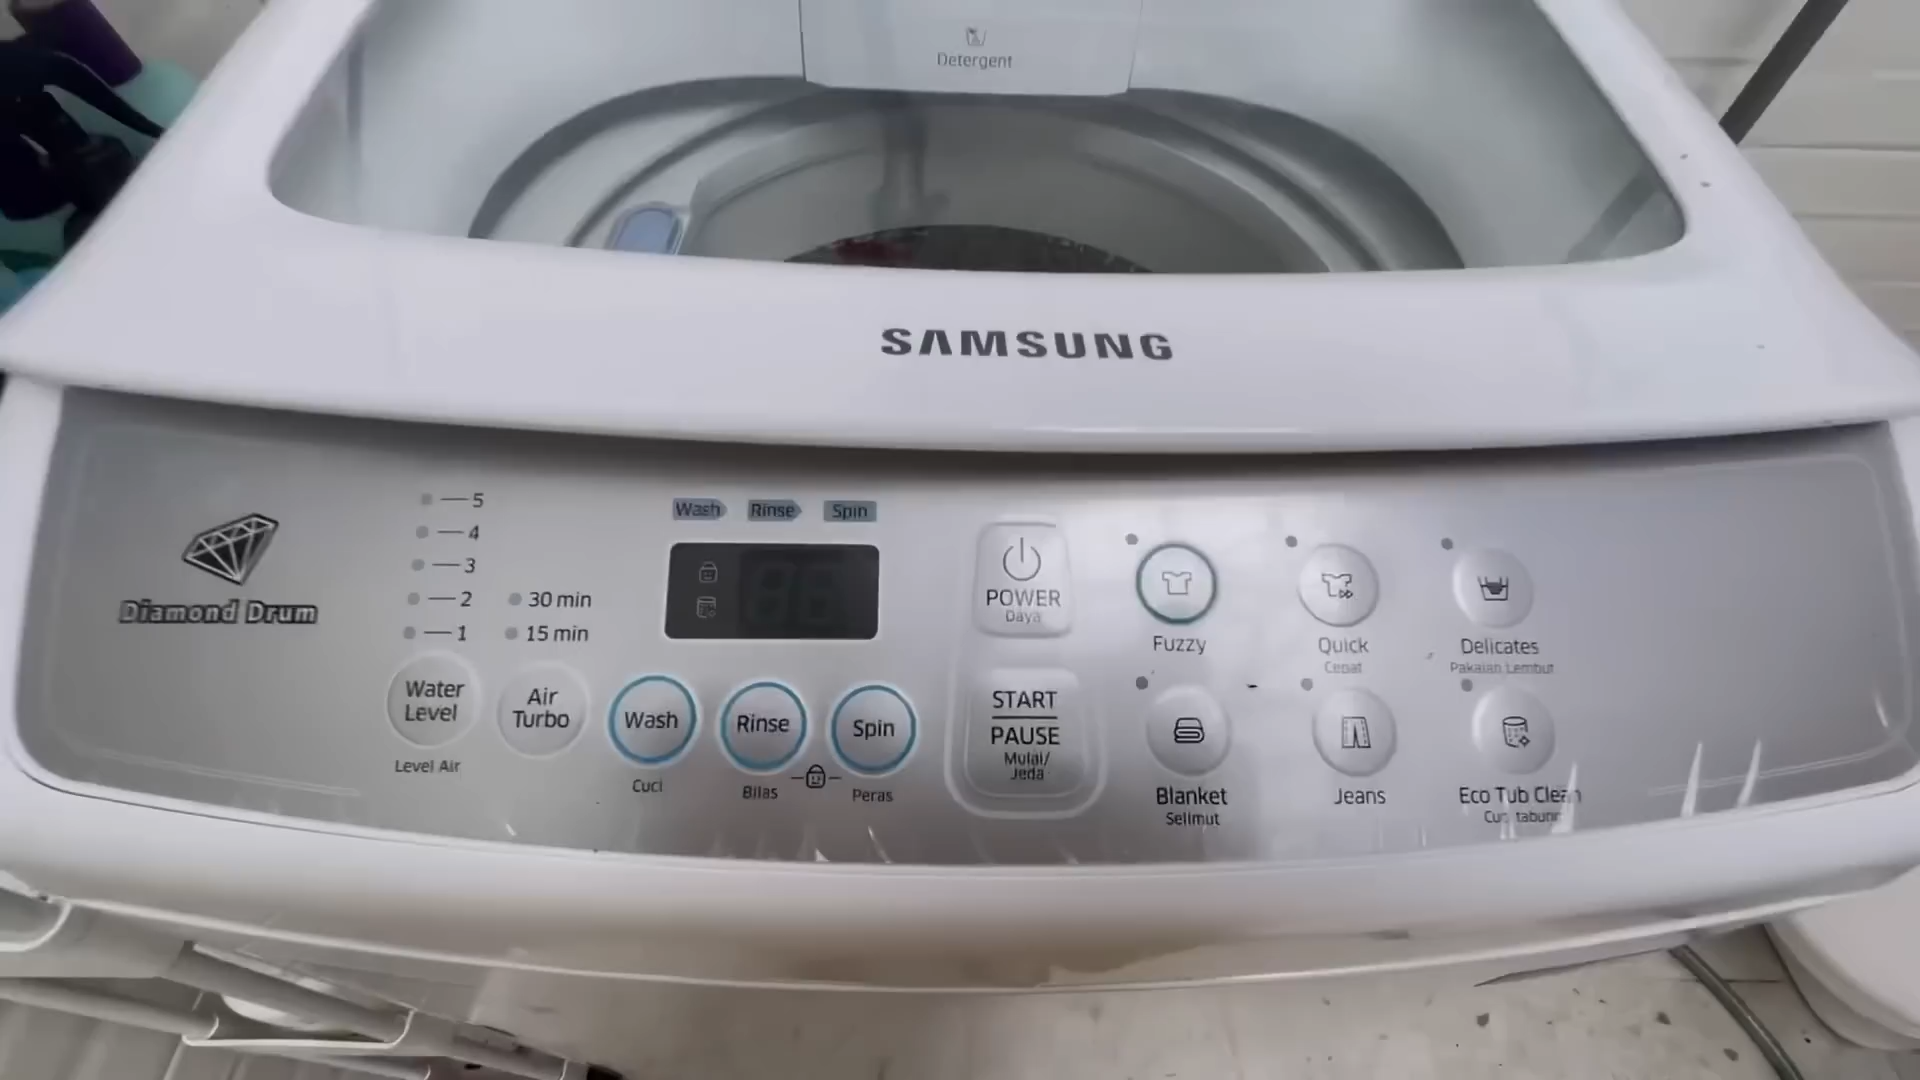 Detergent
SAMSUNG
Diamond Drum
5
4
3
2
1
30 min
15 min
Water
Level
Level Air
Air
Turbo
Wash
Rinse
Spin
Wash
Cuci
Rinse
Bilas
Spin
Peras
POWER
Daya
START
PAUSE
Mulai/
Jeda
Fuzzy
Quick
Cepat
Delicates
Pakaian Lembut
Blanket
Selimut
Jeans
Eco Tub Clean